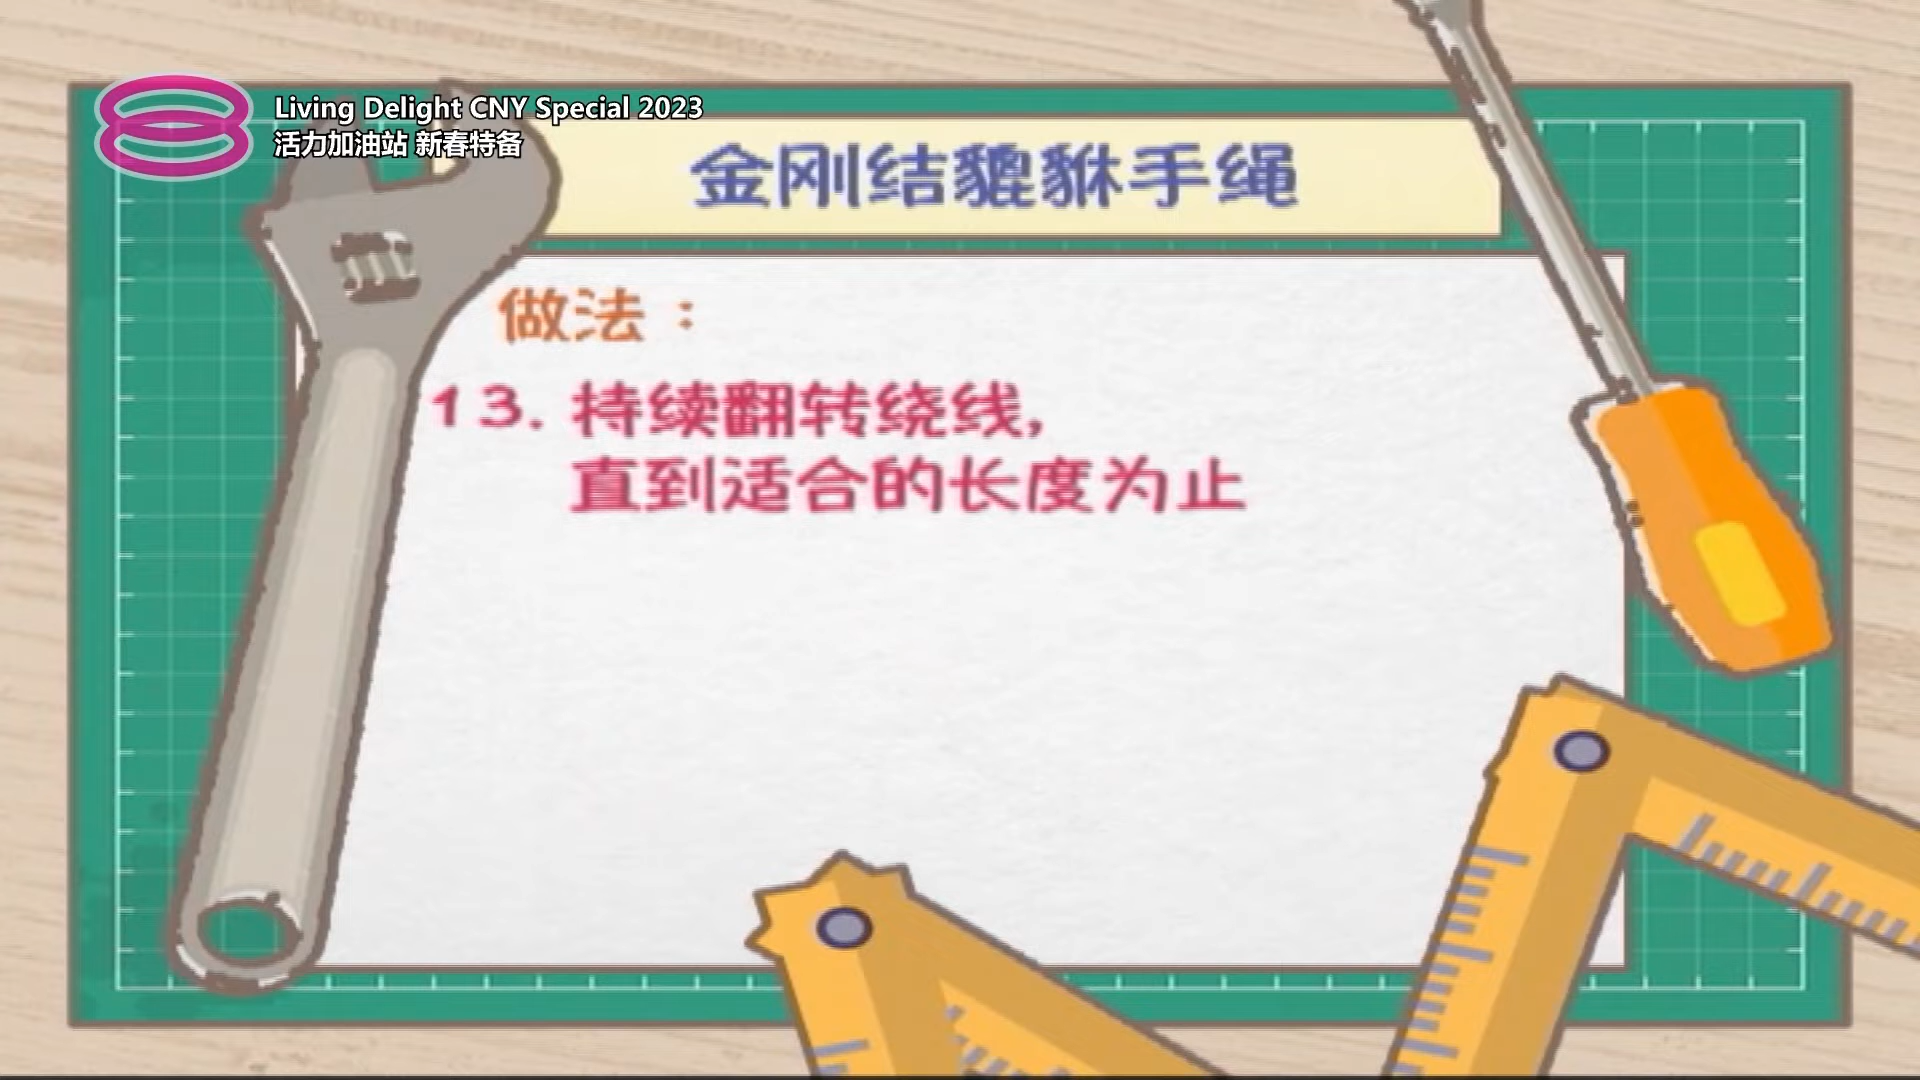 Living Delight CNY Special 2023
活力加油站 新春特备
金刚结貔貅手绳
做法：
13. 持续翻转绕线,
直到适合的长度为止